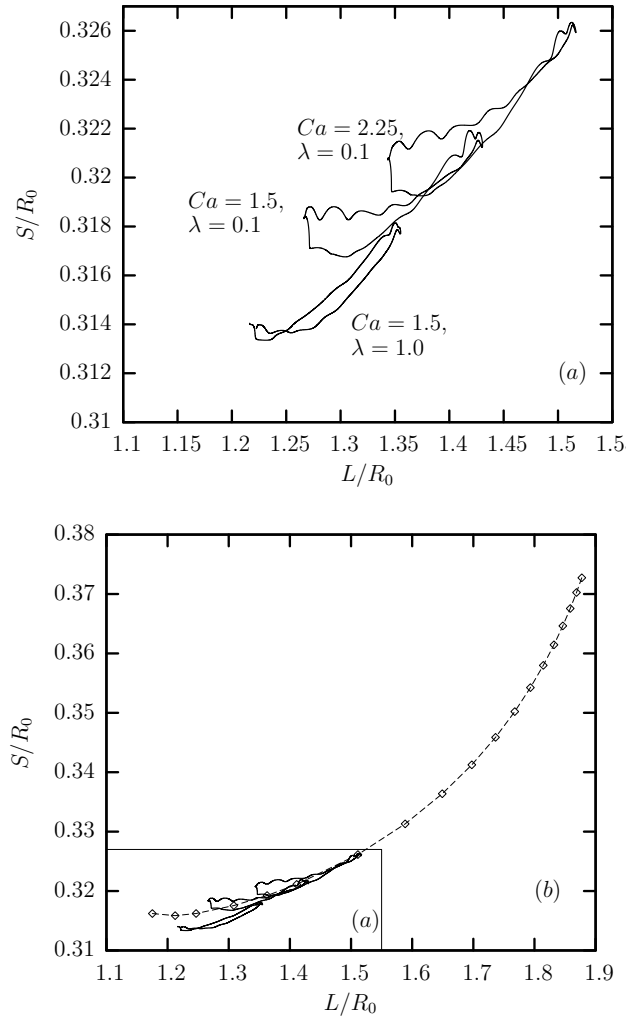 0.326
0.324
0.322
0.32
0.318
0.316
0.314
0.312
0.31
S/R₀
Ca = 2.25,
λ = 0.1
Ca = 1.5,
λ = 0.1
Ca = 1.5,
λ = 1.0
(a)
1.1 1.15 1.2 1.25 1.3 1.35 1.4 1.45 1.5 1.5
L/R₀
0.38
0.37
0.36
0.35
0.34
0.33
0.32
0.31
S/R₀
(b)
(a)
1.1 1.2 1.3 1.4 1.5 1.6 1.7 1.8 1.9
L/R₀